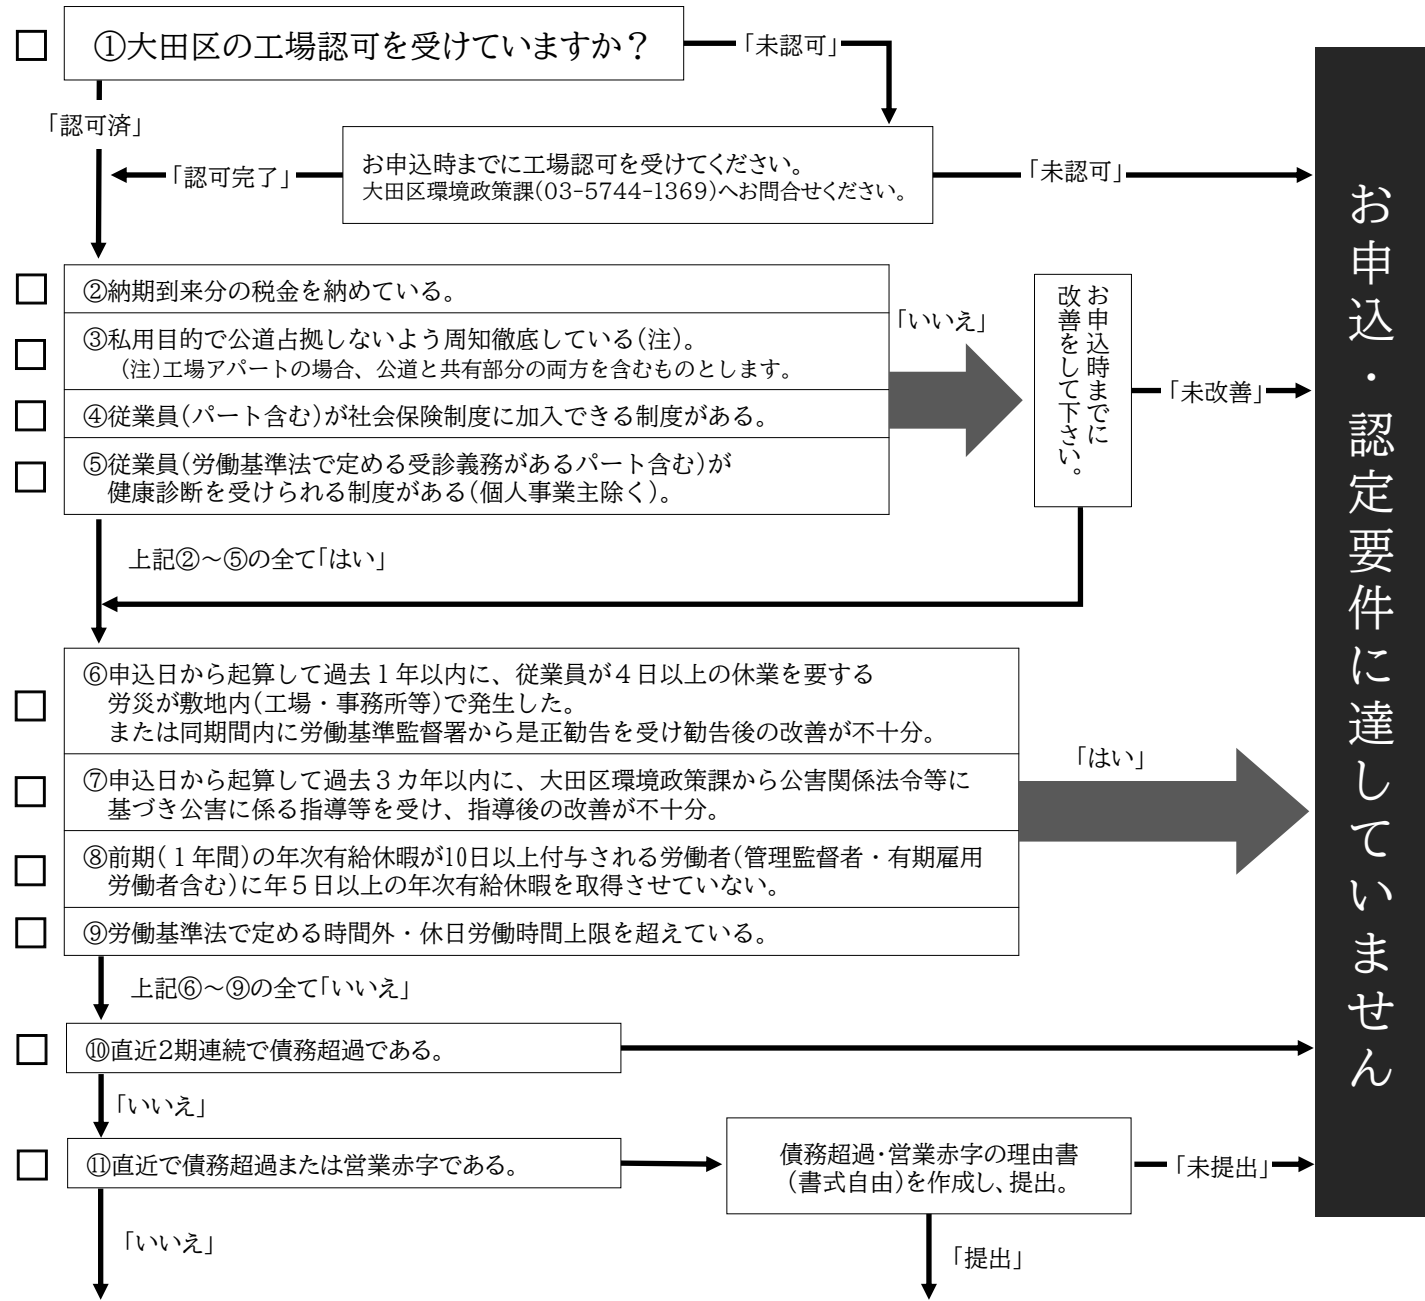 ①大田区の工場認可を受けていますか？
「未認可」
「認可済」
お申込時までに工場認可を受けてください。
大田区環境政策課(03-5744-1369)へお問合せください。
「認可完了」
「未認可」
②納期到来分の税金を納めている。
③私用目的で公道占拠しないよう周知徹底している(注)。
(注)工場アパートの場合、公道と共有部分の両方を含むものとします。
④従業員(パート含む)が社会保険制度に加入できる制度がある。
⑤従業員(労働基準法で定める受診義務があるパート含む)が
健康診断を受けられる制度がある(個人事業主除く)。
「いいえ」
お申込時までに
改善をして下さい。
「未改善」
上記②～⑤の全て「はい」
⑥申込日から起算して過去１年以内に、従業員が４日以上の休業を要する
労災が敷地内(工場・事務所等)で発生した。
または同期間内に労働基準監督署から是正勧告を受け勧告後の改善が不十分。
⑦申込日から起算して過去３カ年以内に、大田区環境政策課から公害関係法令等に
基づき公害に係る指導等を受け、指導後の改善が不十分。
⑧前期(１年間)の年次有給休暇が10日以上付与される労働者(管理監督者・有期雇用
労働者含む)に年５日以上の年次有給休暇を取得させていない。
⑨労働基準法で定める時間外・休日労働時間上限を超えている。
「はい」
上記⑥～⑨の全て「いいえ」
⑩直近2期連続で債務超過である。
「いいえ」
⑪直近で債務超過または営業赤字である。
債務超過・営業赤字の理由書
(書式自由)を作成し、提出。
「未提出」
「いいえ」
「提出」
お申込・認定要件に達していません